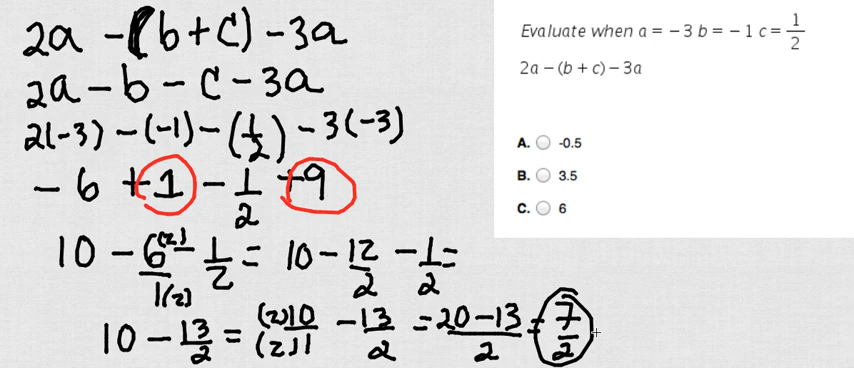 2a - (b + c) - 3a
2a - b - c - 3a
2(-3) - (-1) - (1/2) - 3(-3)
- 6 + 1 - 1/2 + 9
10 - 6(2)/1(2) - 1/2 = 10 - 12/2 - 1/2 =
10 - 13/2 = (2)10/(2)1 - 13/2 = 20-13/2 = 7/2
Evaluate when a = -3 b = -1 c = 1/2
2a - (b + c) - 3a
A. -0.5
B. 3.5
C. 6